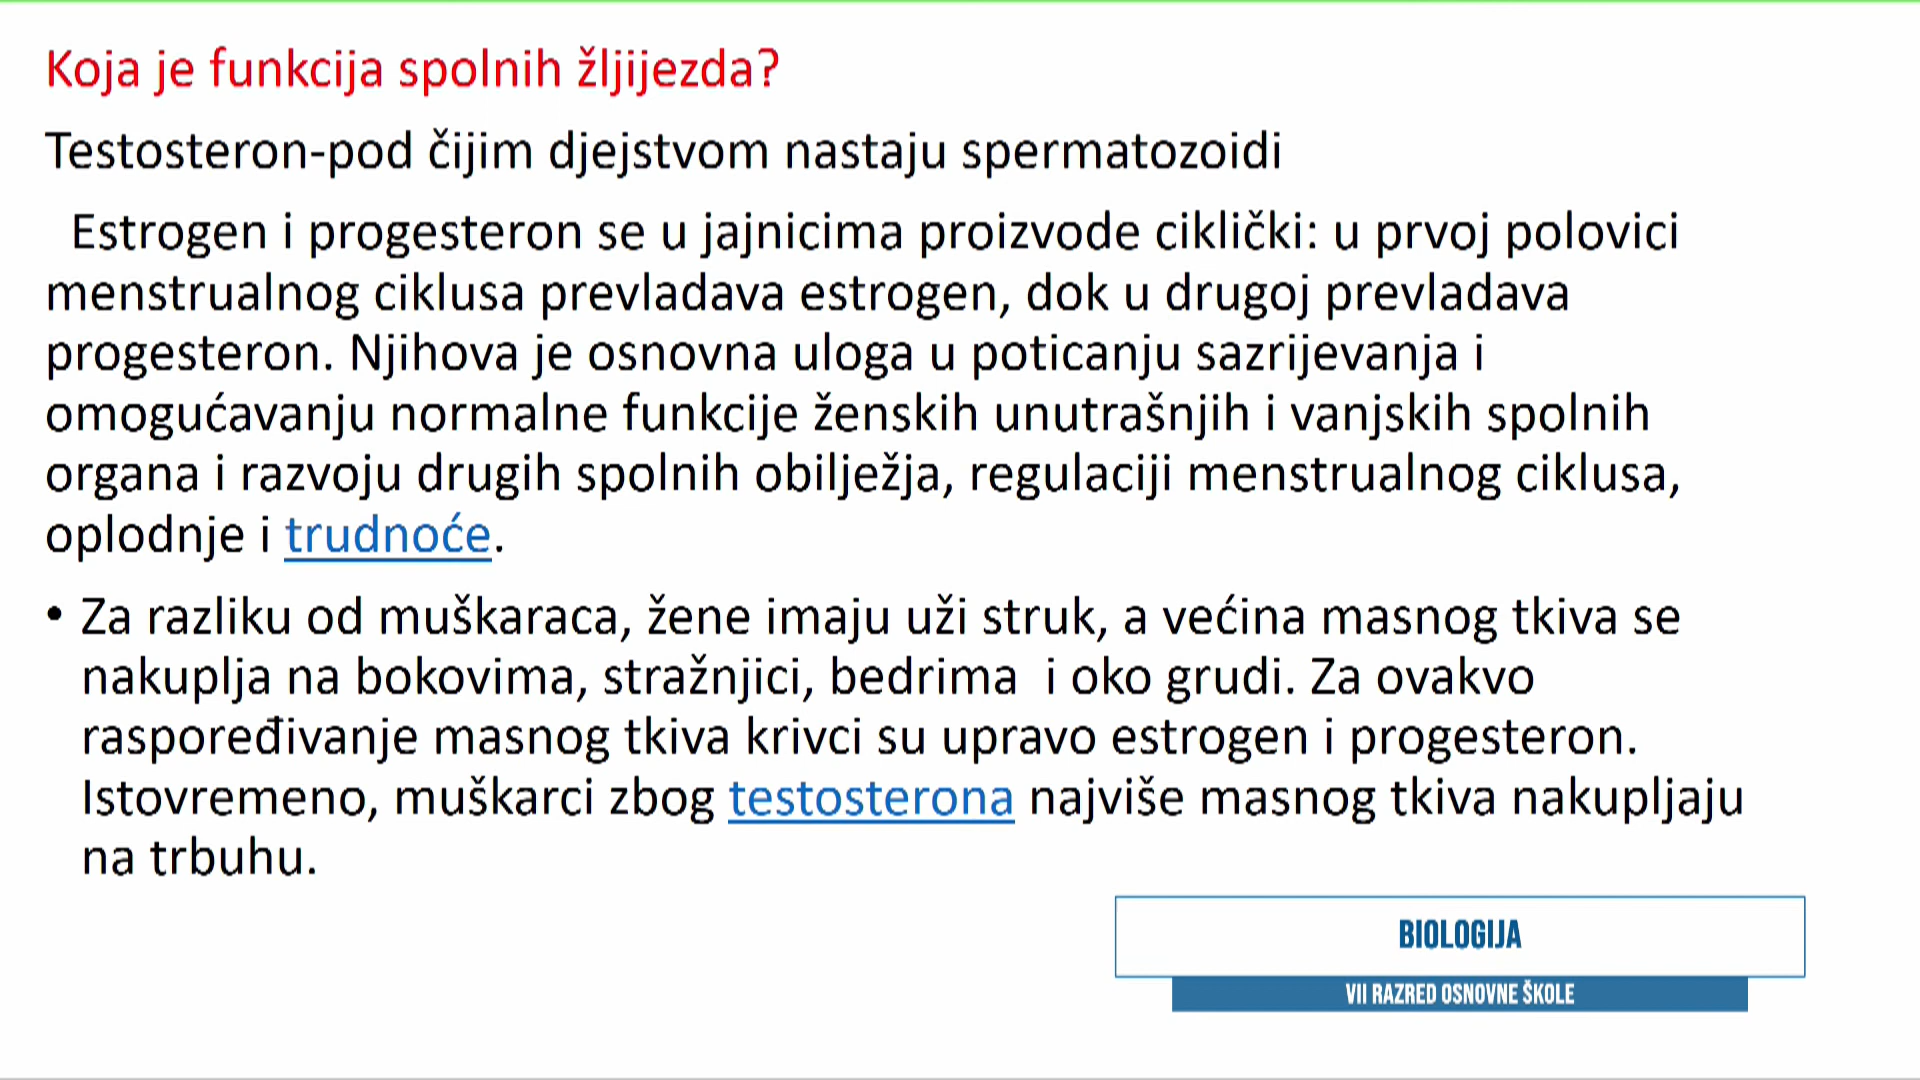 Koja je funkcija spolnih žljijezda?
Testosteron-pod čijim djejstvom nastaju spermatozoidi
Estrogen i progesteron se u jajnicima proizvode ciklički: u prvoj polovici
menstrualnog ciklusa prevladava estrogen, dok u drugoj prevladava
progesteron. Njihova je osnovna uloga u poticanju sazrijevanja i
omogućavanju normalne funkcije ženskih unutrašnjih i vanjskih spolnih
organa i razvoju drugih spolnih obilježja, regulaciji menstrualnog ciklusa,
oplodnje i trudnoće.
• Za razliku od muškaraca, žene imaju uži struk, a većina masnog tkiva se
nakuplja na bokovima, stražnjici, bedrima  i oko grudi. Za ovakvo
raspoređivanje masnog tkiva krivci su upravo estrogen i progesteron.
Istovremeno, muškarci zbog testosterona najviše masnog tkiva nakupljaju
na trbuhu.
BIOLOGIJA
VII RAZRED OSNOVNE ŠKOLE